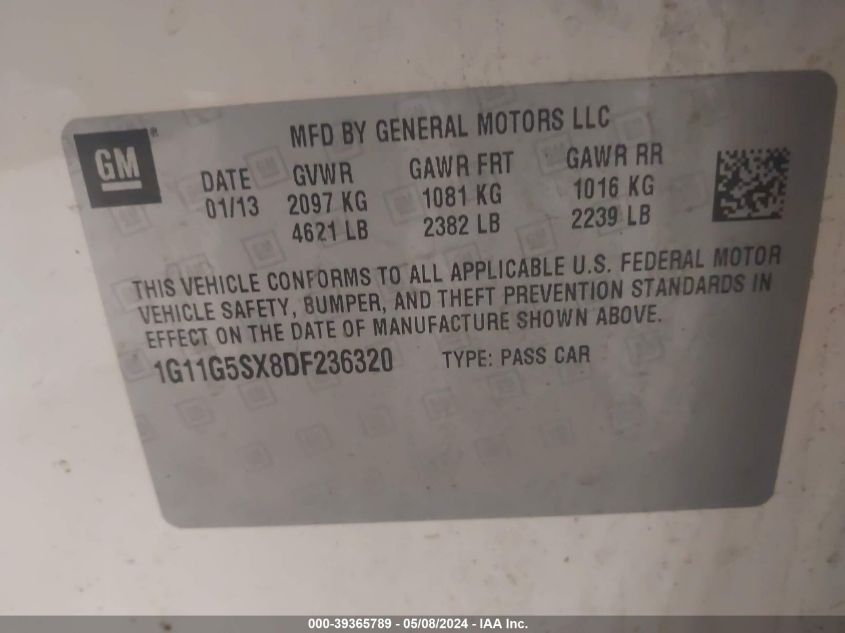 GM®
MFD BY GENERAL MOTORS LLC
DATE GVWR GAWR FRT GAWR RR
01/13 2097 KG 1081 KG 1016 KG
4621 LB 2382 LB 2239 LB
THIS VEHICLE CONFORMS TO ALL APPLICABLE U.S. FEDERAL MOTOR
VEHICLE SAFETY, BUMPER, AND THEFT PREVENTION STANDARDS IN
EFFECT ON THE DATE OF MANUFACTURE SHOWN ABOVE.
1G11G5SX8DF236320 TYPE: PASS CAR
000-39365789 - 05/08/2024 - IAA Inc.